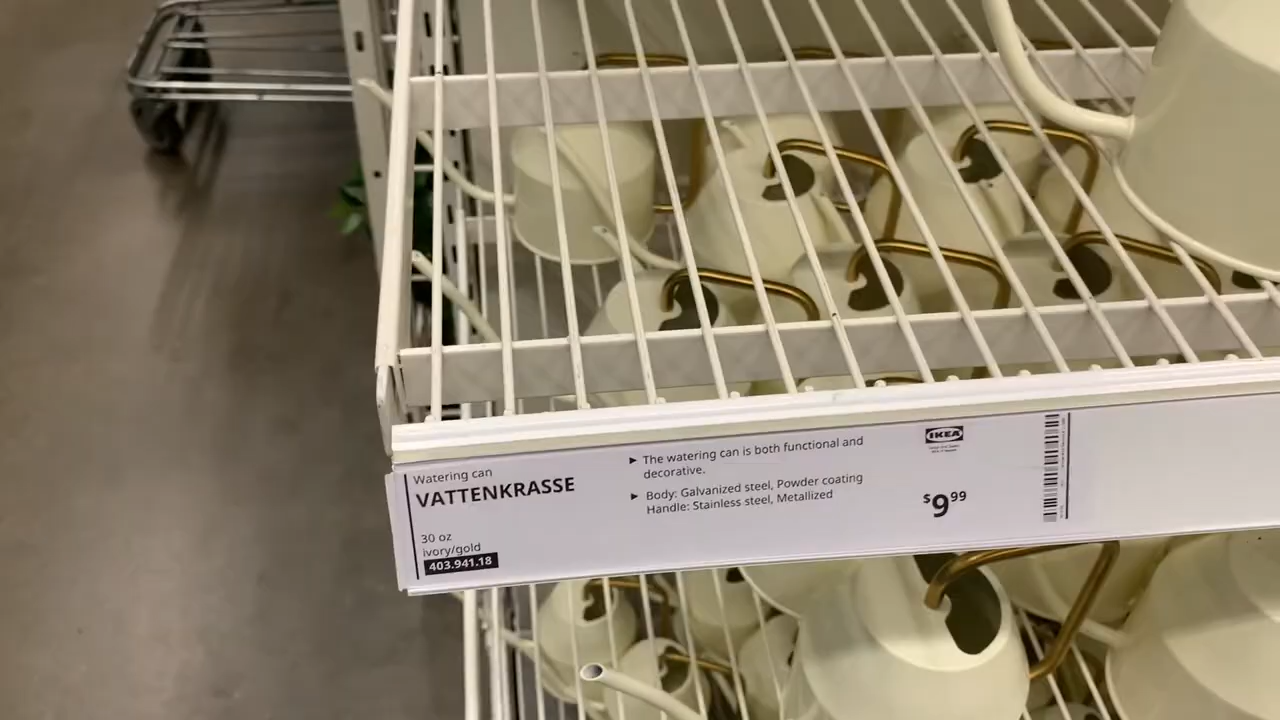 Watering can
VATTENKRASSE
30 oz
ivory/gold
403.941.18
► The watering can is both functional and
decorative.
► Body: Galvanized steel, Powder coating
Handle: Stainless steel, Metallized
IKEA
$9.99